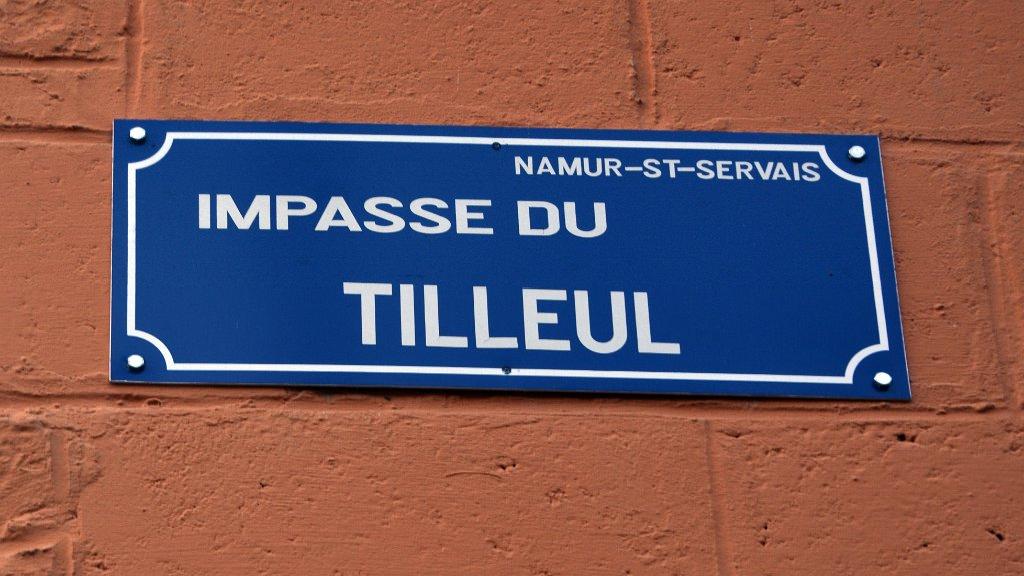 NAMUR-ST-SERVAIS
IMPASSE DU
TILLEUL